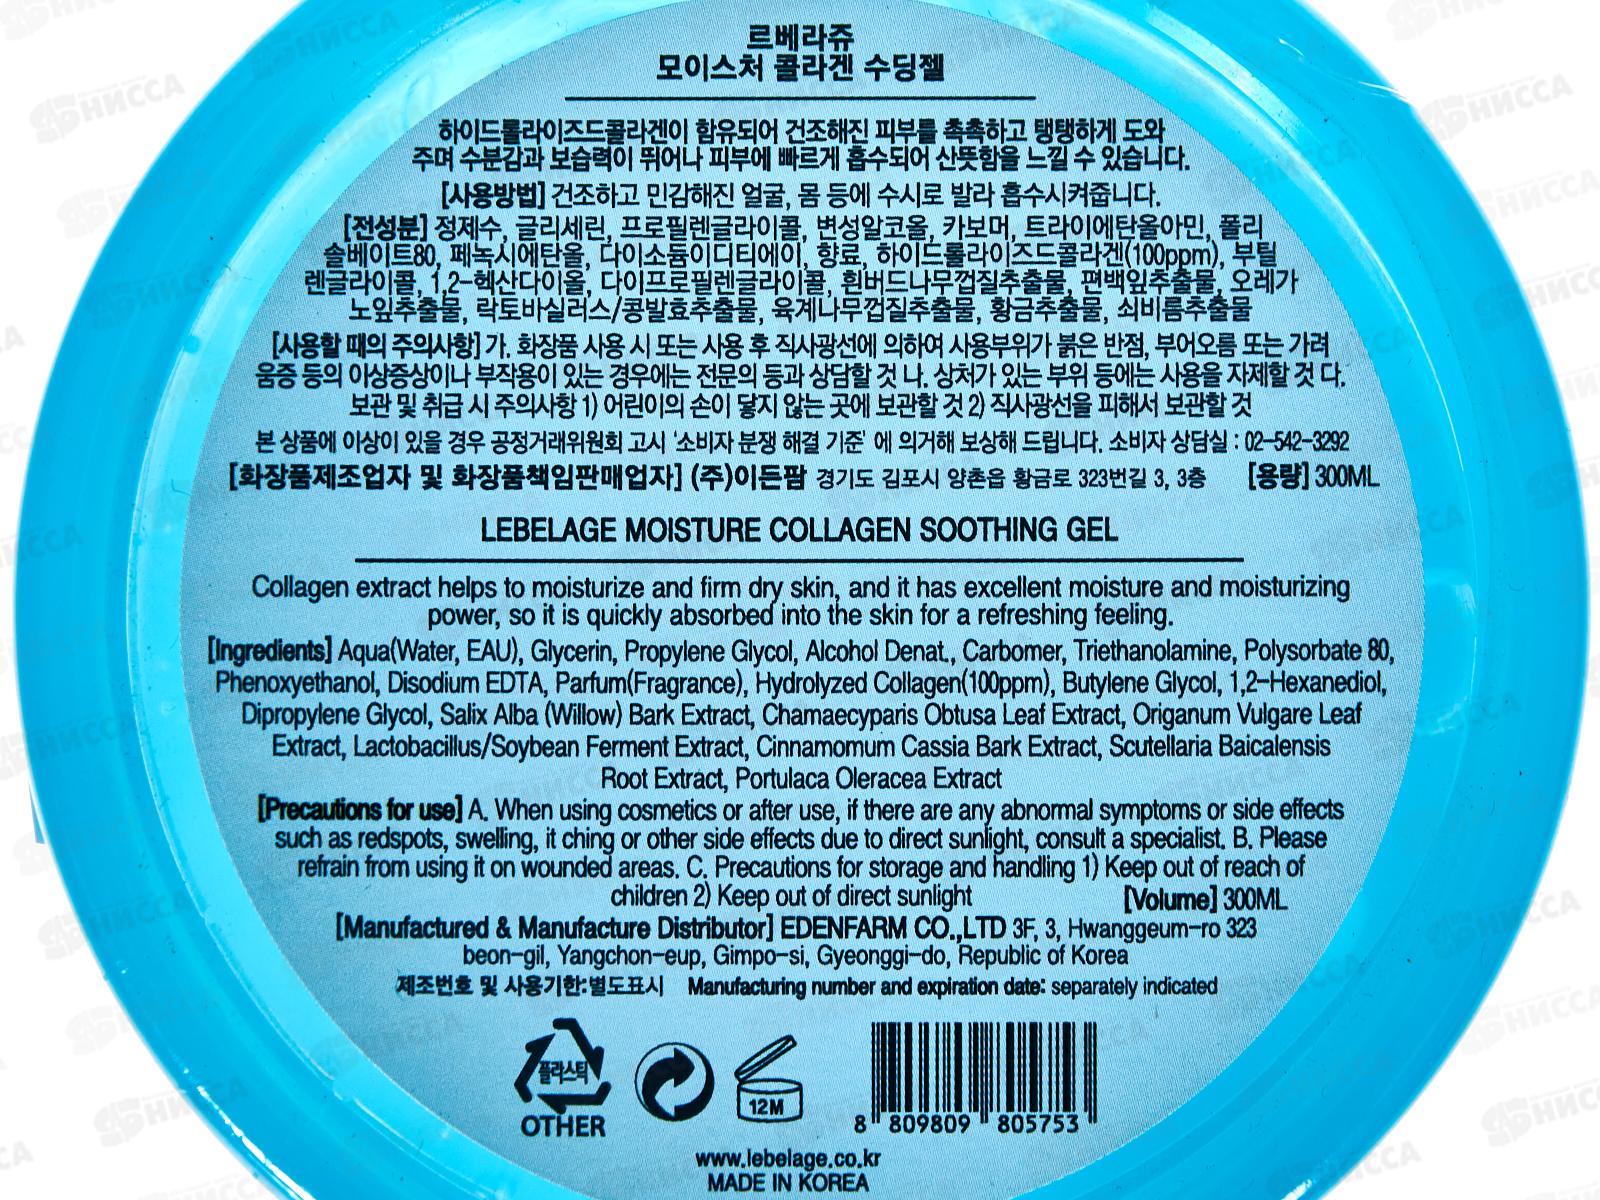 르베라쥬
모이스처 콜라겐 수딩젤
하이드롤라이즈드콜라겐이 함유되어 건조해진 피부를 촉촉하고 탱탱하게 도와
주며 수분감과 보습력이 뛰어나 피부에 빠르게 흡수되어 산뜻함을 느낄 수 있습니다.
[사용방법] 건조하고 민감해진 얼굴, 몸 등에 수시로 발라 흡수시켜줍니다.
[전성분] 정제수, 글리세린, 프로필렌글라이콜, 변성알코올, 카보머, 트라이에탄올아민, 폴리
솔베이트80, 페녹시에탄올, 다이소듐이디티에이, 향료, 하이드롤라이즈드콜라겐(100ppm), 부틸
렌글라이콜, 1,2-헥산다이올, 다이프로필렌글라이콜, 흰버드나무껍질추출물, 편백잎추출물, 오레가
노잎추출물, 락토바실러스/콩발효추출물, 육계나무껍질추출물, 황금추출물, 쇠비름추출물
[사용할 때의 주의사항] 가. 화장품 사용 시 또는 사용 후 직사광선에 의하여 사용부위가 붉은 반점, 부어오름 또는 가려
움증 등의 이상증상이나 부작용이 있는 경우에는 전문의 등과 상담할 것 나. 상처가 있는 부위 등에는 사용을 자제할 것 다.
보관 및 취급 시 주의사항 1) 어린이의 손이 닿지 않는 곳에 보관할 것 2) 직사광선을 피해서 보관할 것
본 상품에 이상이 있을 경우 공정거래위원회 고시 '소비자 분쟁 해결 기준' 에 의거해 보상해 드립니다. 소비자 상담실 : 02-542-3292
[화장품제조업자 및 화장품책임판매업자] (주)이든팜 경기도 김포시 양촌읍 황금로 323번길 3, 3층 [용량] 300ML
LEBELAGE MOISTURE COLLAGEN SOOTHING GEL
Collagen extract helps to moisturize and firm dry skin, and it has excellent moisture and moisturizing
power, so it is quickly absorbed into the skin for a refreshing feeling.
[Ingredients] Aqua(Water, EAU), Glycerin, Propylene Glycol, Alcohol Denat., Carbomer, Triethanolamine, Polysorbate 80,
Phenoxyethanol, Disodium EDTA, Parfum(Fragrance), Hydrolyzed Collagen(100ppm), Butylene Glycol, 1,2-Hexanediol,
Dipropylene Glycol, Salix Alba (Willow) Bark Extract, Chamaecyparis Obtusa Leaf Extract, Origanum Vulgare Leaf
Extract, Lactobacillus/Soybean Ferment Extract, Cinnamomum Cassia Bark Extract, Scutellaria Baicalensis
Root Extract, Portulaca Oleracea Extract
[Precautions for use] A. When using cosmetics or after use, if there are any abnormal symptoms or side effects
such as redspots, swelling, it ching or other side effects due to direct sunlight, consult a specialist. B. Please
refrain from using it on wounded areas. C. Precautions for storage and handling 1) Keep out of reach of
children 2) Keep out of direct sunlight [Volume] 300ML
[Manufactured & Manufacture Distributor] EDENFARM CO.,LTD 3F, 3, Hwanggeum-ro 323
beon-gil, Yangchon-eup, Gimpo-si, Gyeonggi-do, Republic of Korea
제조번호 및 사용기한:별도표시 Manufacturing number and expiration date: separately indicated
플라스틱
OTHER
12M
8 809809 805753
www.lebelage.co.kr
MADE IN KOREA
НИССА